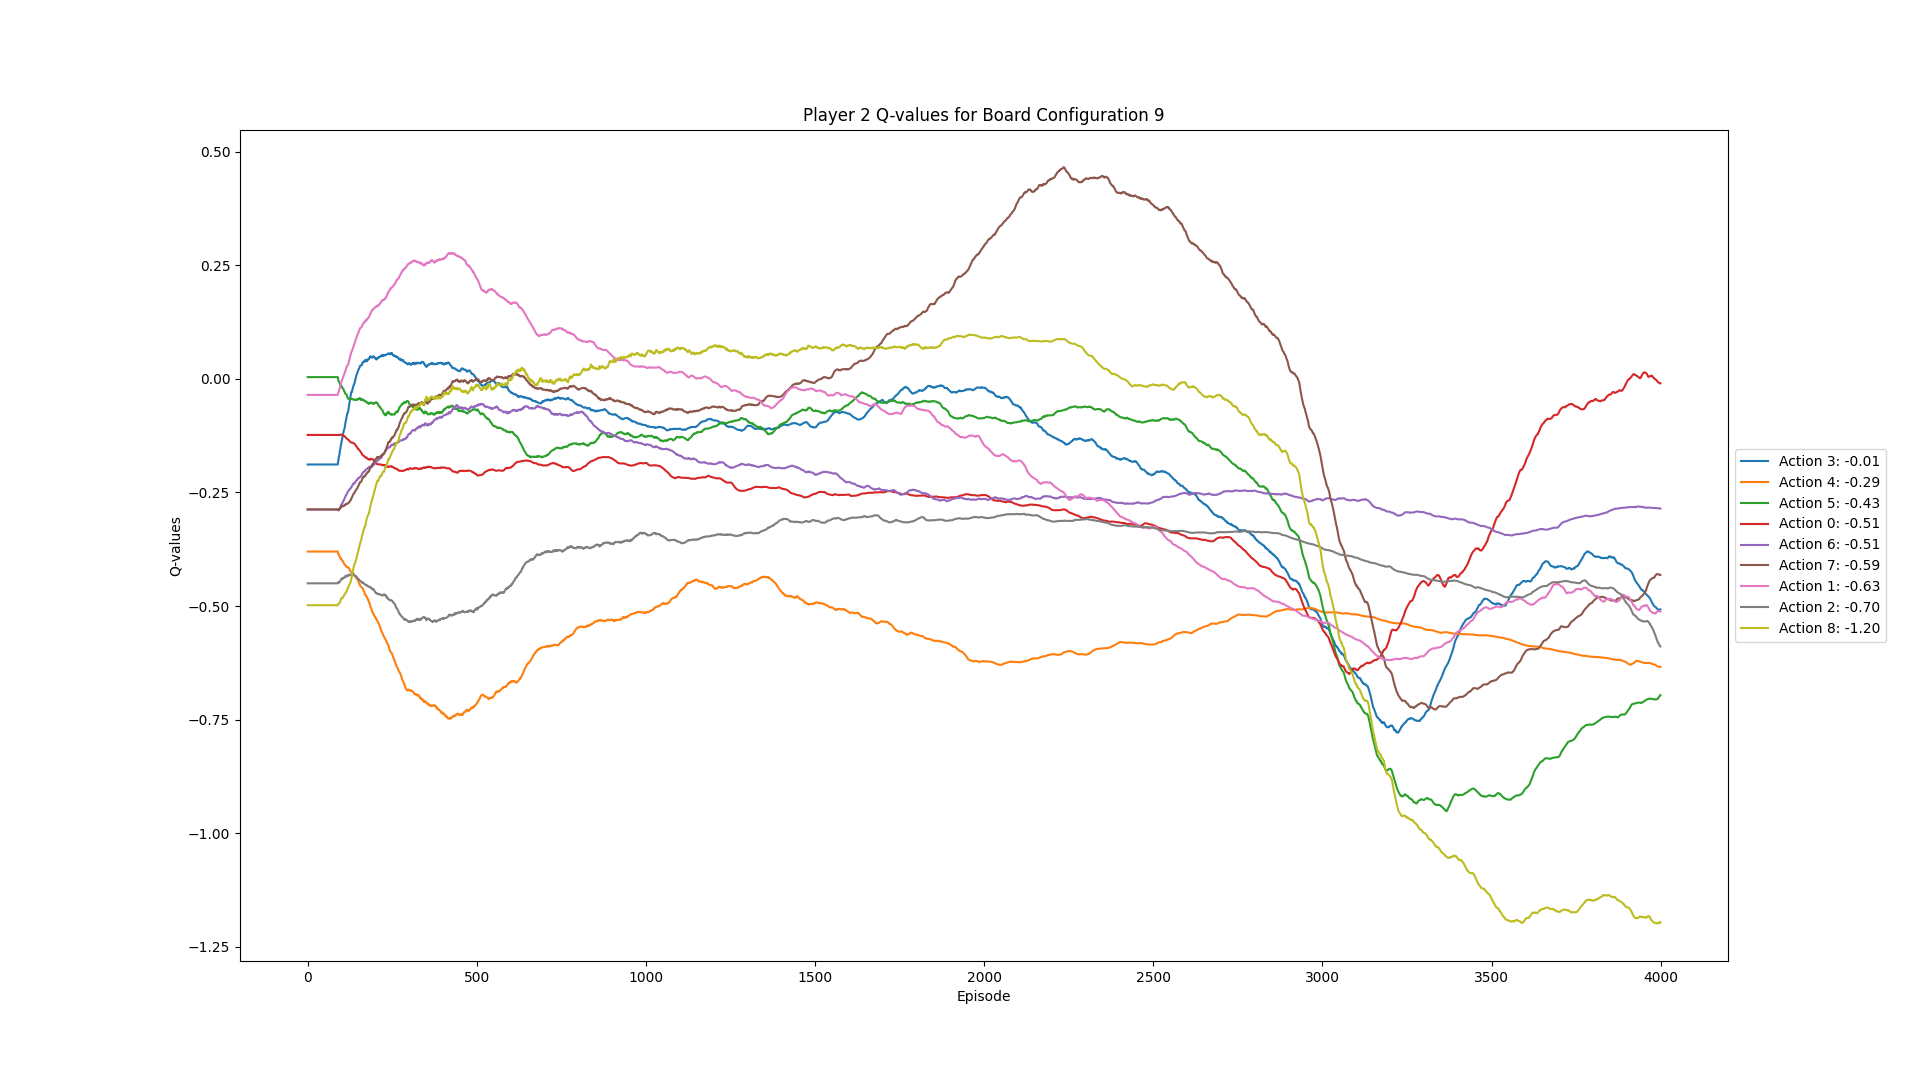 Player 2 Q-values for Board Configuration 9
0.50
0.25
0.00
−0.25
−0.50
−0.75
−1.00
−1.25
Q-values
0
500
1000
1500
2000
2500
3000
3500
4000
Episode
Action 3: -0.01
Action 4: -0.29
Action 5: -0.43
Action 0: -0.51
Action 6: -0.51
Action 7: -0.59
Action 1: -0.63
Action 2: -0.70
Action 8: -1.20